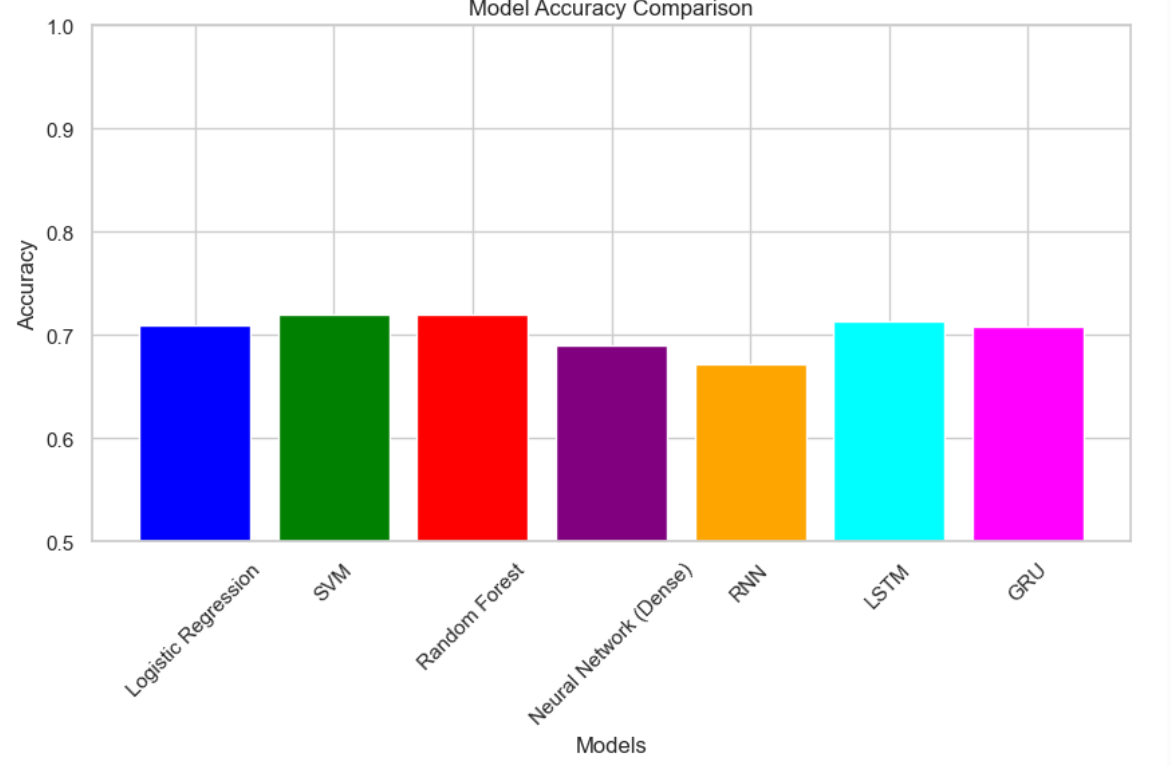 Model Accuracy Comparison
1.0
0.9
0.8
0.7
0.6
0.5
Accuracy
Logistic Regression
SVM
Random Forest
Neural Network (Dense)
RNN
LSTM
GRU
Models